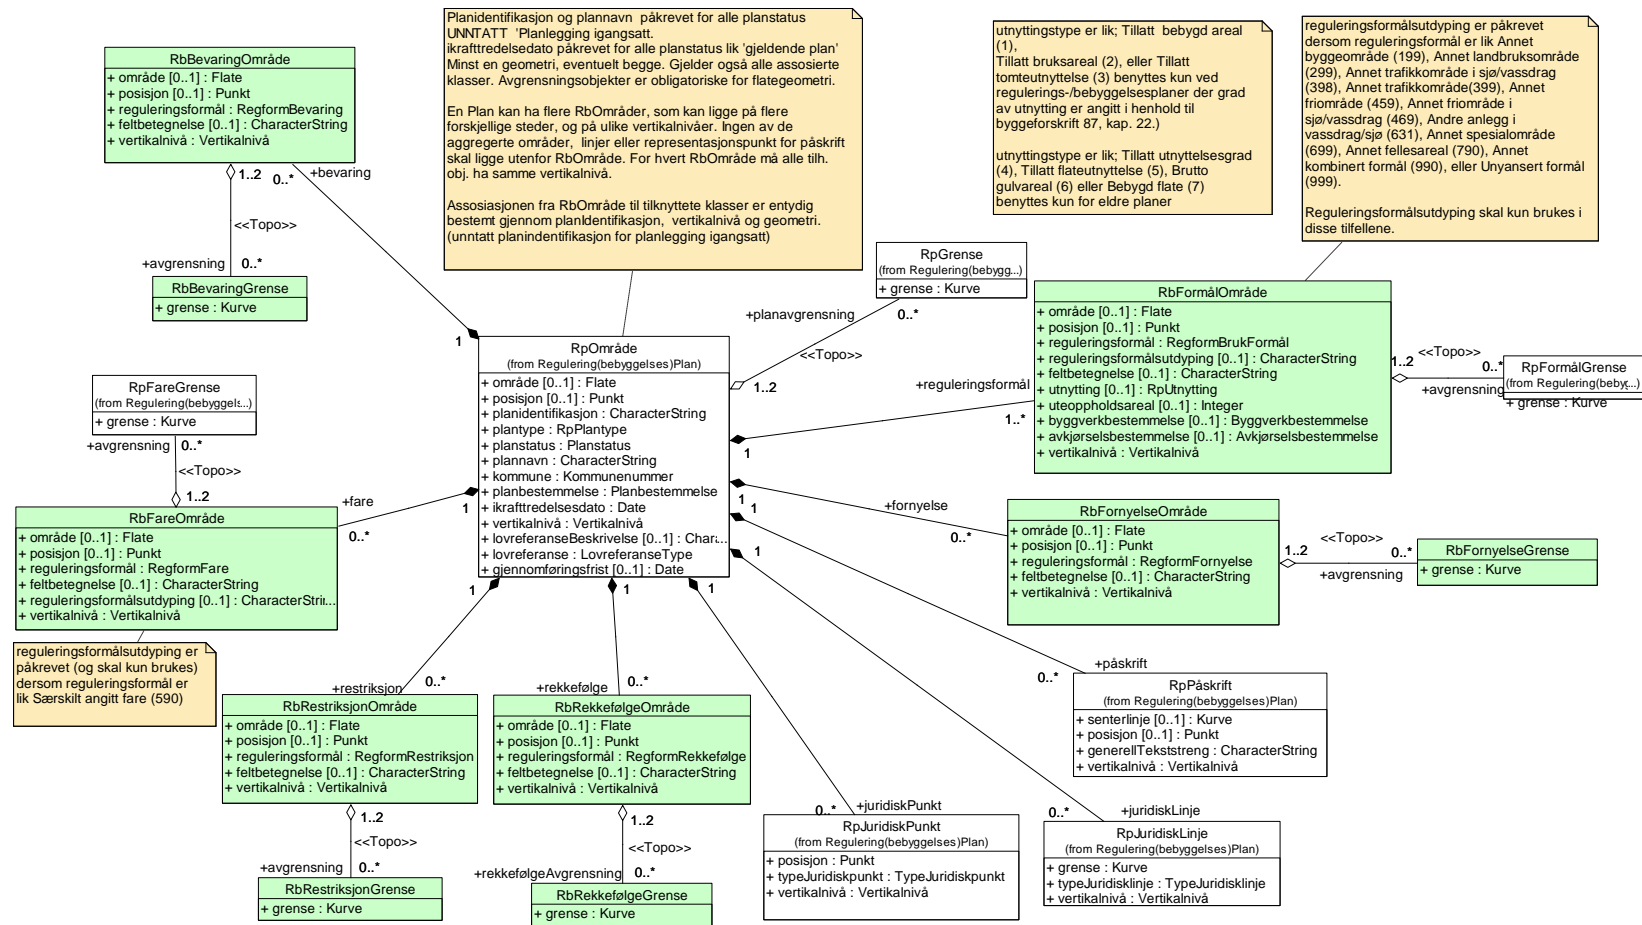 Planidentifikasjon og plannavn påkrevet for alle planstatus
UNNTATT 'Planlegging igangsatt.
ikrafttredelsedato påkrevet for alle planstatus lik 'gjeldende plan'
Minst en geometri, eventuelt begge. Gjelder også alle assosierte
klasser. Avgrensningsobjekter er obligatoriske for flategeometri.
En Plan kan ha flere RbOmråder, som kan ligge på flere
forskjellige steder, og på ulike vertikalnivåer. Ingen av de
aggregerte områder, linjer eller representasjonspunkt for påskrift
skal ligge utenfor RbOmråde. For hvert RbOmråde må alle tilh.
obj. ha samme vertikalnivå.
Assosiasjonen fra RbOmråde til tilknyttete klasser er entydig
bestemt gjennom planIdentifikasjon, vertikalnivå og geometri.
(unntatt planindentifikasjon for planlegging igangsatt)
utnyttingstype er lik; Tillatt bebygd areal
(1),
Tillatt bruksareal (2), eller Tillatt
tomteutnyttelse (3) benyttes kun ved
regulerings-/bebyggelsesplaner der grad
av utnytting er angitt i henhold til
byggeforskrift 87, kap. 22.)
utnyttingstype er lik; Tillatt utnyttelsesgrad
(4), Tillatt flateutnyttelse (5), Brutto
gulvareal (6) eller Bebygd flate (7)
benyttes kun for eldre planer
reguleringsformålsutdyping er påkrevet
dersom reguleringsformål er lik Annet
byggeområde (199), Annet landbruksområde
(299), Annet trafikkområde i sjø/vassdrag
(398), Annet trafikkområde(399), Annet
friområde (459), Annet friområde i
sjø/vassdrag (469), Andre anlegg i
vassdrag/sjø (631), Annet spesialområde
(699), Annet fellesareal (790), Annet
kombinert formål (990), eller Unyansert formål
(999).
Reguleringsformålsutdyping skal kun brukes i
disse tilfellene.
RbBevaringOmråde
+ område [0..1] : Flate
+ posisjon [0..1] : Punkt
+ reguleringsformål : RegformBevaring
+ feltbetegnelse [0..1] : CharacterString
+ vertikalnivå : Vertikalnivå
1..2
0..*
+bevaring
<<Topo>>
+avgrensning
0..*
RbBevaringGrense
+ grense : Kurve
RpGrense
(from Regulering(bebygg...)
+ grense : Kurve
+planavgrensning
0..*
<<Topo>>
1..2
1
RpOmråde
(from Regulering(bebyggelses)Plan)
+ område [0..1] : Flate
+ posisjon [0..1] : Punkt
+ planidentifikasjon : CharacterString
+ plantype : RpPlantype
+ planstatus : Planstatus
+ plannavn : CharacterString
+ kommune : Kommunenummer
+ planbestemmelse : Planbestemmelse
+ ikrafttredelsesdato : Date
+ vertikalnivå : Vertikalnivå
+ lovreferanseBeskrivelse [0..1] : Char...
+ lovreferanse : LovreferanseType
+ gjennomføringsfrist [0..1] : Date
RbFormålOmråde
+ område [0..1] : Flate
+ posisjon [0..1] : Punkt
+ reguleringsformål : RegformBrukFormål
+ reguleringsformålsutdyping [0..1] : CharacterString
+ feltbetegnelse [0..1] : CharacterString
+ utnytting [0..1] : RpUtnytting
+ uteoppholdsareal [0..1] : Integer
+ byggverkbestemmelse [0..1] : Byggverkbestemmelse
+ avkjørselsbestemmelse [0..1] : Avkjørselsbestemmelse
+ vertikalnivå : Vertikalnivå
+reguleringsformål
1..*
1
<<Topo>>
1..2
0..*
+avgrensning
RpFormålGrense
(from Regulering(beby...)
+ grense : Kurve
RpFareGrense
(from Regulering(bebyggels...)
+ grense : Kurve
+avgrensning
0..*
<<Topo>>
1..2
RbFareOmråde
+ område [0..1] : Flate
+ posisjon [0..1] : Punkt
+ reguleringsformål : RegformFare
+ feltbetegnelse [0..1] : CharacterString
+ reguleringsformålsutdyping [0..1] : CharacterStri...
+ vertikalnivå : Vertikalnivå
+fare
0..*
1
reguleringsformålsutdyping er
påkrevet (og skal kun brukes)
dersom reguleringsformål er
lik Særskilt angitt fare (590)
1
+fornyelse
0..*
RbFornyelseOmråde
+ område [0..1] : Flate
+ posisjon [0..1] : Punkt
+ reguleringsformål : RegformFornyelse
+ feltbetegnelse [0..1] : CharacterString
+ vertikalnivå : Vertikalnivå
<<Topo>>
1..2
0..*
+avgrensning
RbFornyelseGrense
+ grense : Kurve
1
1
1
1
1
+restriksjon
0..*
RbRestriksjonOmråde
+ område [0..1] : Flate
+ posisjon [0..1] : Punkt
+ reguleringsformål : RegformRestriksjon
+ feltbetegnelse [0..1] : CharacterString
+ vertikalnivå : Vertikalnivå
1..2
<<Topo>>
+avgrensning
0..*
RbRestriksjonGrense
+ grense : Kurve
+rekkefølge
0..*
RbRekkefølgeOmråde
+ område [0..1] : Flate
+ posisjon [0..1] : Punkt
+ reguleringsformål : RegformRekkefølge
+ feltbetegnelse [0..1] : CharacterString
+ vertikalnivå : Vertikalnivå
1..2
<<Topo>>
+rekkefølgeAvgrensning
0..*
RbRekkefølgeGrense
+ grense : Kurve
0..*
+juridiskPunkt
RpJuridiskPunkt
(from Regulering(bebyggelses)Plan)
+ posisjon : Punkt
+ typeJuridiskpunkt : TypeJuridiskpunkt
+ vertikalnivå : Vertikalnivå
+påskrift
0..*
RpPåskrift
(from Regulering(bebyggelses)Plan)
+ senterlinje [0..1] : Kurve
+ posisjon [0..1] : Punkt
+ generellTekststreng : CharacterString
+ vertikalnivå : Vertikalnivå
0..*
+juridiskLinje
RpJuridiskLinje
(from Regulering(bebyggelses)Plan)
+ grense : Kurve
+ typeJuridisklinje : TypeJuridisklinje
+ vertikalnivå : Vertikalnivå